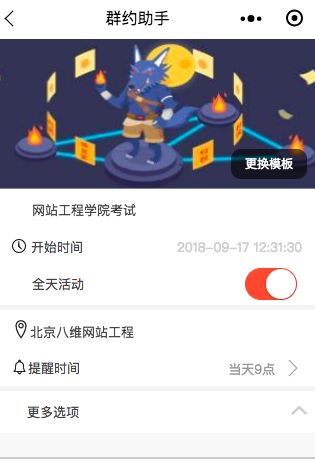 群约助手
更换模板
网站工程学院考试
开始时间 2018-09-17 12:31:30
全天活动
北京八维网站工程
提醒时间 当天9点
更多选项